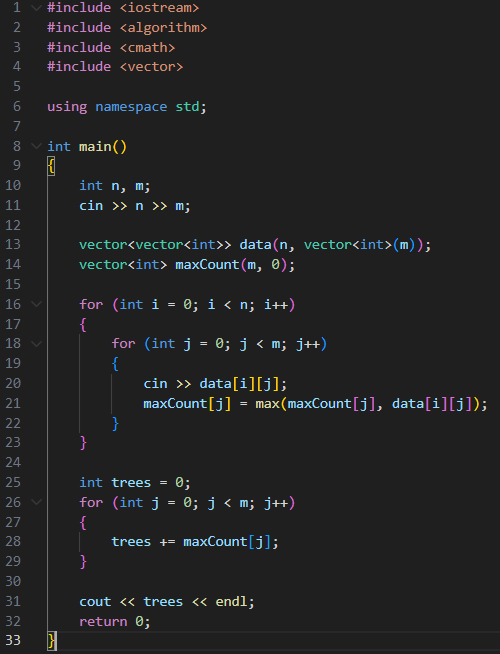 1 #include <iostream>
2 #include <algorithm>
3 #include <cmath>
4 #include <vector>
5
6 using namespace std;
7
8 int main()
9 {
10     int n, m;
11     cin >> n >> m;
12
13     vector<vector<int>> data(n, vector<int>(m));
14     vector<int> maxCount(m, 0);
15
16     for (int i = 0; i < n; i++)
17     {
18         for (int j = 0; j < m; j++)
19         {
20             cin >> data[i][j];
21             maxCount[j] = max(maxCount[j], data[i][j]);
22         }
23     }
24
25     int trees = 0;
26     for (int j = 0; j < m; j++)
27     {
28         trees += maxCount[j];
29     }
30
31     cout << trees << endl;
32     return 0;
33 }